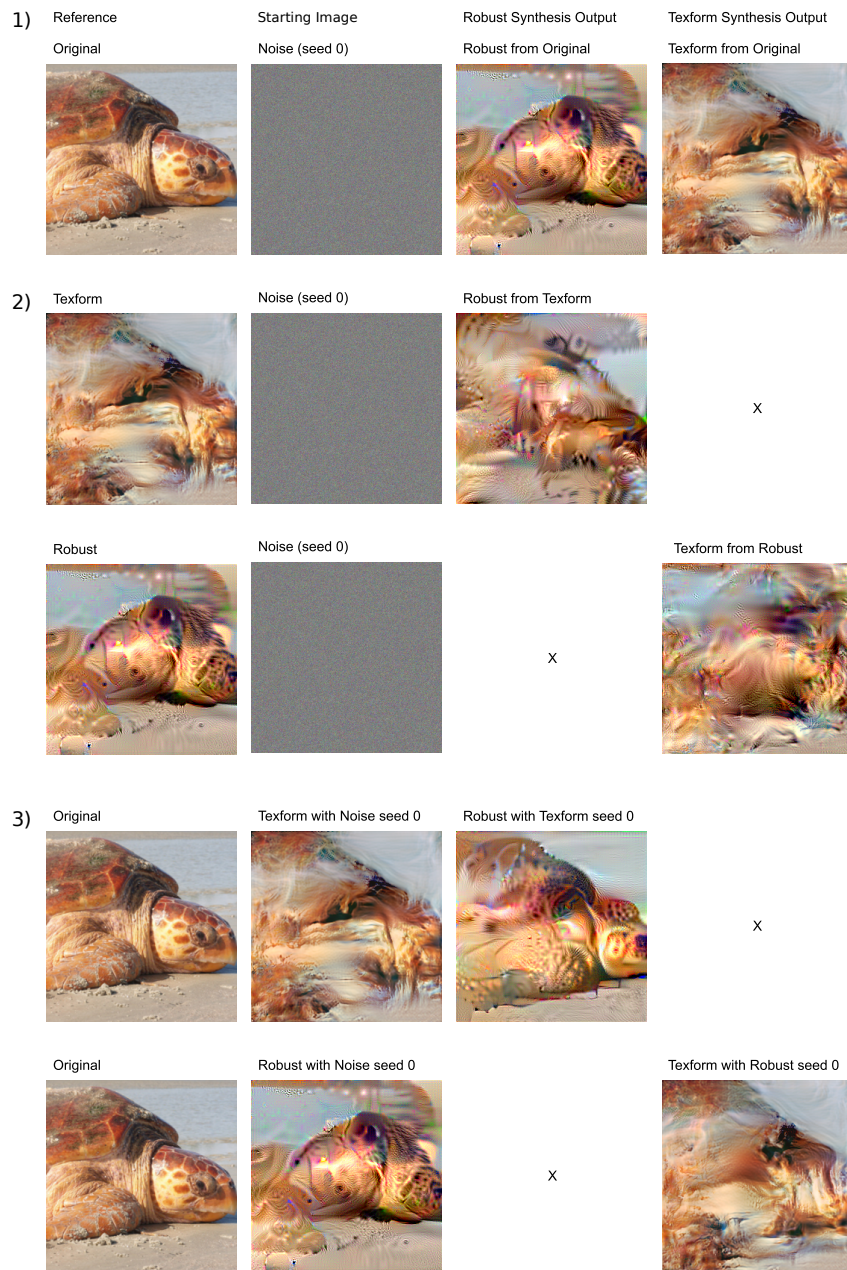 1) Reference Starting Image Robust Synthesis Output Texform Synthesis Output
Original Noise (seed 0) Robust from Original Texform from Original
2) Texform Noise (seed 0) Robust from Texform
X
Robust Noise (seed 0) Texform from Robust
X
3) Original Texform with Noise seed 0 Robust with Texform seed 0
X
Original Robust with Noise seed 0 Texform with Robust seed 0
X